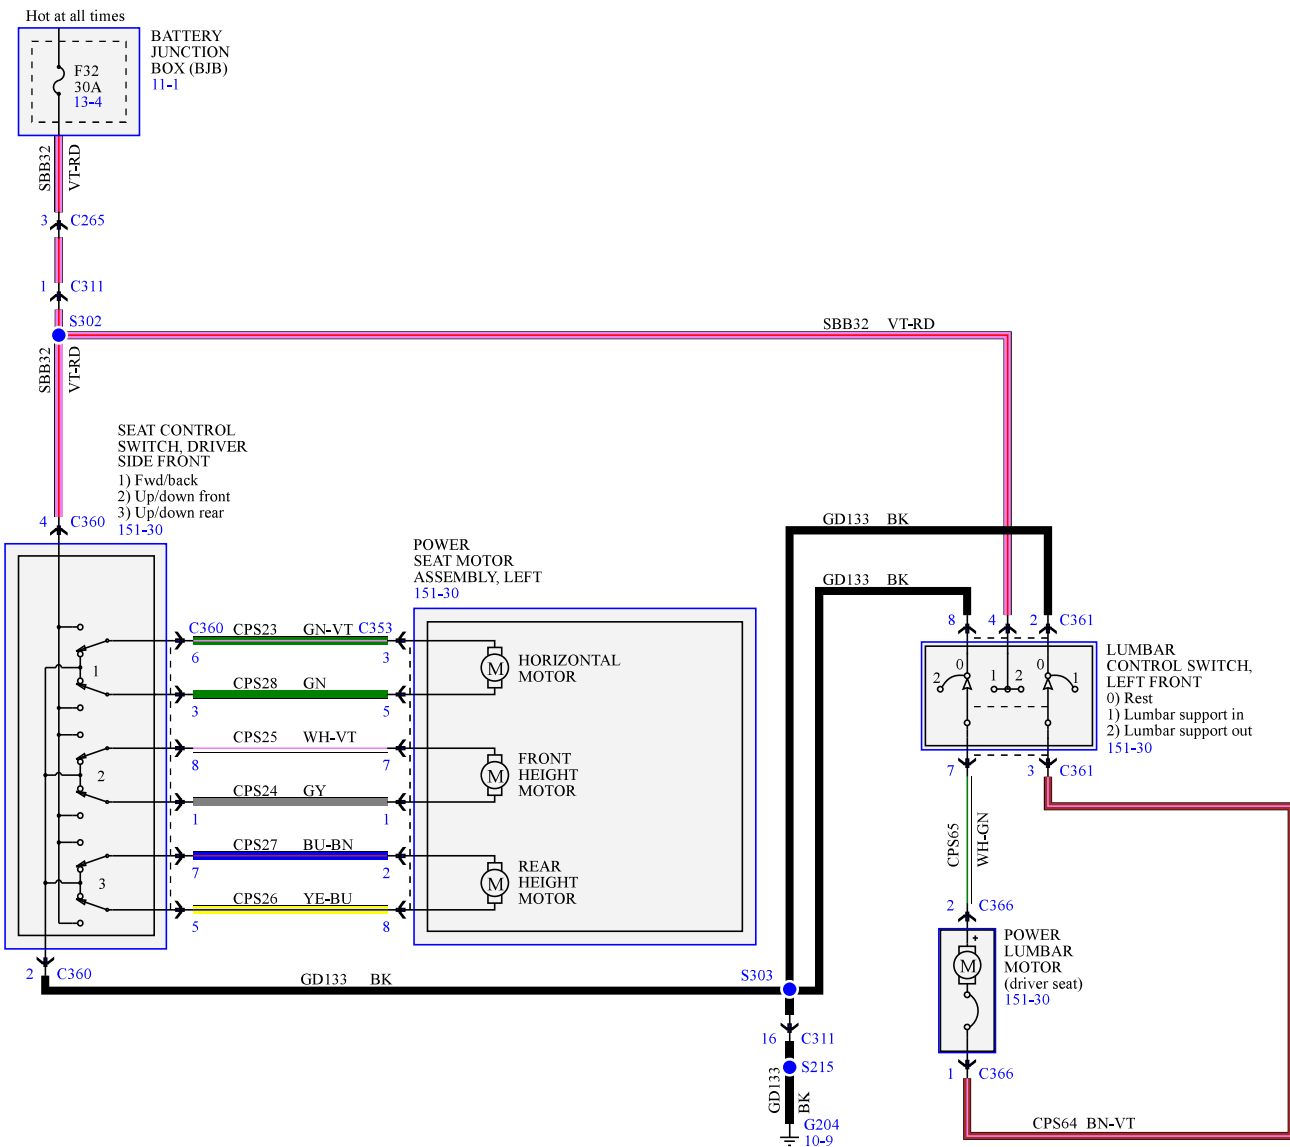 Hot at all times
BATTERY
JUNCTION
BOX (BJB)
11-1
F32
30A
13-4
SBB32
VT-RD
3 C265
1 C311
S302
SBB32 VT-RD
SBB32
VT-RD
SEAT CONTROL
SWITCH, DRIVER
SIDE FRONT
1) Fwd/back
2) Up/down front
3) Up/down rear
151-30
4 C360
GD133 BK
GD133 BK
POWER
SEAT MOTOR
ASSEMBLY, LEFT
151-30
8 4 2 C361
C360 CPS23 GN-VT C353
6 3
1
HORIZONTAL
MOTOR
M
CPS28 GN
3 5
CPS25 WH-VT
8 7
2
FRONT
HEIGHT
MOTOR
M
CPS24 GY
1 1
CPS27 BU-BN
7 2
3
REAR
HEIGHT
MOTOR
M
CPS26 YE-BU
5 8
LUMBAR
CONTROL SWITCH,
LEFT FRONT
0) Rest
1) Lumbar support in
2) Lumbar support out
151-30
0 0
2 1 2 1
7 3 C361
CPS65
WH-GN
2 C366
POWER
LUMBAR
MOTOR
(driver seat)
151-30
+
M
1 C366
CPS64 BN-VT
2 C360
GD133 BK
S303
16 C311
S215
GD133
BK
G204
10-9